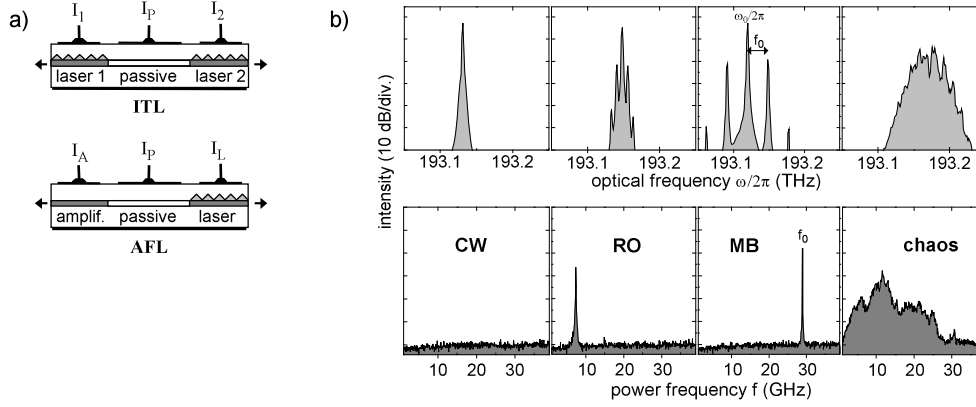 a)
I1 IP I2
laser 1 passive laser 2
ITL
IA IP IL
amplif. passive laser
AFL
b)
intensity (10 dB/div.)
ω0/2π
f0
193.1 193.2 193.1 193.2 193.1 193.2 193.1 193.2
optical frequency ω/2π (THz)
CW RO MB f0 chaos
10 20 30 10 20 30 10 20 30 10 20 30
power frequency f (GHz)